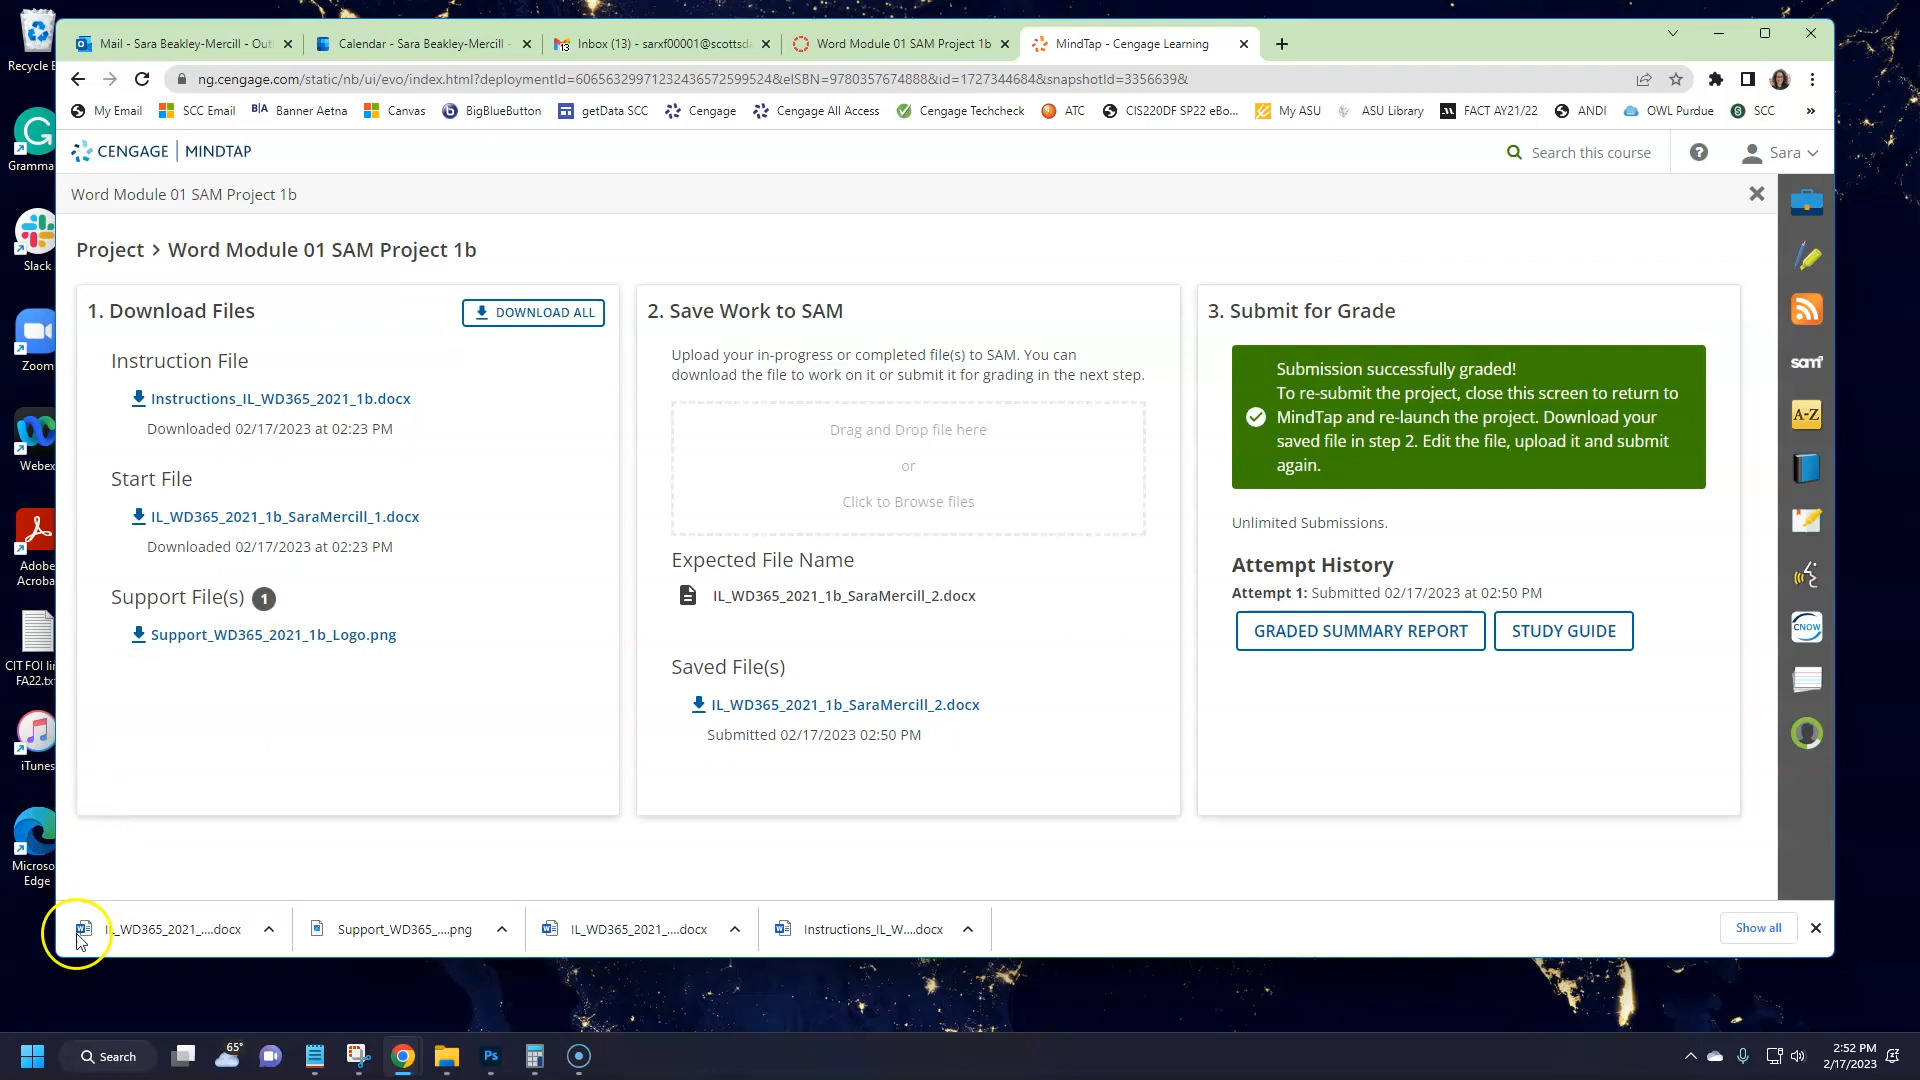 Mail - Sara Beakley-Mercill - Out
Calendar - Sara Beakley-Mercill -
Inbox (13) - sarxf00001@scottsd
Word Module 01 SAM Project 1b
MindTap - Cengage Learning
ng.cengage.com/static/nb/ui/evo/index.html?deploymentId=6065632997123243657259952​4&eISBN=9780357674888&id=1727344684&snapshotId=3356639&
My Email
SCC Email
B|A Banner Aetna
Canvas
BigBlueButton
getData SCC
Cengage
Cengage All Access
Cengage Techcheck
ATC
CIS220DF SP22 eBo...
My ASU
ASU Library
FACT AY21/22
ANDI
OWL Purdue
SCC
»
CENGAGE | MINDTAP
Search this course
Sara
Word Module 01 SAM Project 1b
Project > Word Module 01 SAM Project 1b
1. Download Files
DOWNLOAD ALL
Instruction File
Instructions_IL_WD365_2021_1b.docx
Downloaded 02/17/2023 at 02:23 PM
Start File
IL_WD365_2021_1b_SaraMercill_1.docx
Downloaded 02/17/2023 at 02:23 PM
Support File(s) 1
Support_WD365_2021_1b_Logo.png
2. Save Work to SAM
Upload your in-progress or completed file(s) to SAM. You can
download the file to work on it or submit it for grading in the next step.
Drag and Drop file here
or
Click to Browse files
Expected File Name
IL_WD365_2021_1b_SaraMercill_2.docx
Saved File(s)
IL_WD365_2021_1b_SaraMercill_2.docx
Submitted 02/17/2023 02:50 PM
3. Submit for Grade
Submission successfully graded!
To re-submit the project, close this screen to return to
MindTap and re-launch the project. Download your
saved file in step 2. Edit the file, upload it and submit
again.
Unlimited Submissions.
Attempt History
Attempt 1: Submitted 02/17/2023 at 02:50 PM
GRADED SUMMARY REPORT
STUDY GUIDE
sam
A-Z
CNOW
IL_WD365_2021_....docx
Support_WD365_....png
IL_WD365_2021_....docx
Instructions_IL_W....docx
Show all
Recycle B
Gramma
Slack
Zoom
Webex
Adobe
Acroba
CIT FOI lin
FA22.tx
iTunes
Microso
Edge
Search
65°
Ps
2:52 PM
2/17/2023